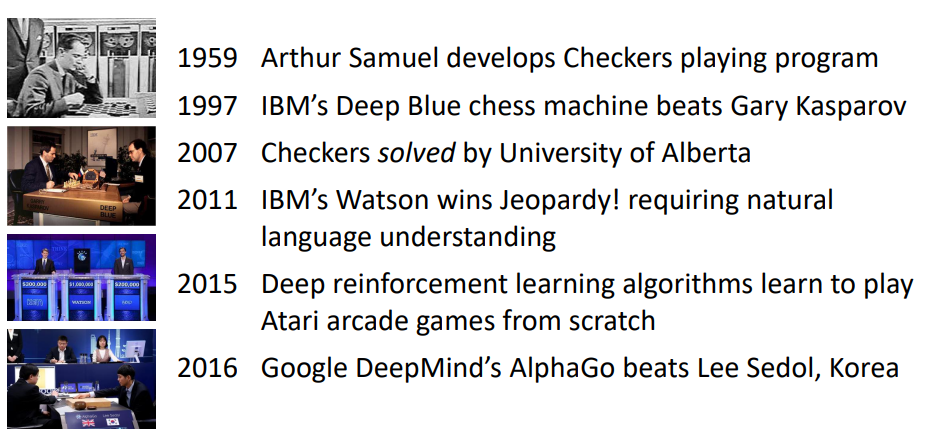 1959 Arthur Samuel develops Checkers playing program
1997 IBM's Deep Blue chess machine beats Gary Kasparov
2007 Checkers solved by University of Alberta
2011 IBM's Watson wins Jeopardy! requiring natural
language understanding
2015 Deep reinforcement learning algorithms learn to play
Atari arcade games from scratch
2016 Google DeepMind's AlphaGo beats Lee Sedol, Korea
DEEP
BLUE
$300,000
$1,000,000
$200,000
WATSON